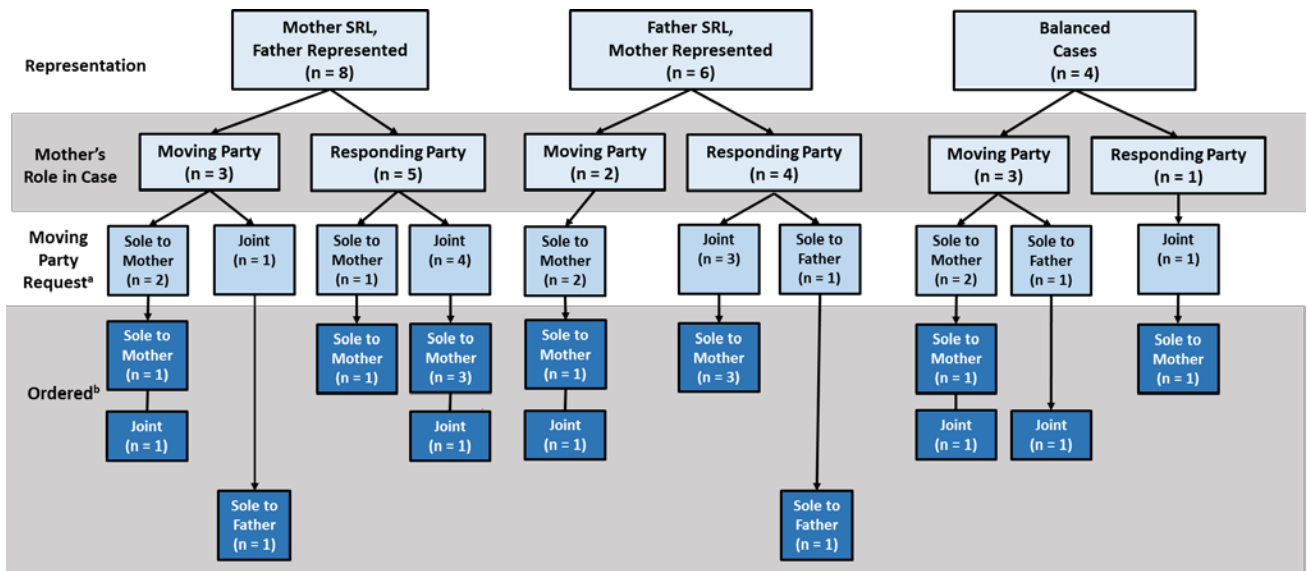 Representation
Mother SRL,
Father Represented
(n = 8)
Father SRL,
Mother Represented
(n = 6)
Balanced
Cases
(n = 4)
Mother's
Role in Case
Moving Party
(n = 3)
Responding Party
(n = 5)
Moving Party
(n = 2)
Responding Party
(n = 4)
Moving Party
(n = 3)
Responding Party
(n = 1)
Moving
Party
Requestᵃ
Sole to
Mother
(n = 2)
Joint
(n = 1)
Sole to
Mother
(n = 1)
Joint
(n = 4)
Sole to
Mother
(n = 2)
Joint
(n = 3)
Sole to
Father
(n = 1)
Sole to
Mother
(n = 2)
Sole to
Father
(n = 1)
Joint
(n = 1)
Orderedᵇ
Sole to
Mother
(n = 1)
Sole to
Mother
(n = 1)
Sole to
Mother
(n = 3)
Sole to
Mother
(n = 1)
Sole to
Mother
(n = 3)
Sole to
Mother
(n = 1)
Sole to
Mother
(n = 1)
Joint
(n = 1)
Joint
(n = 1)
Joint
(n = 1)
Joint
(n = 1)
Joint
(n = 1)
Sole to
Father
(n = 1)
Sole to
Father
(n = 1)